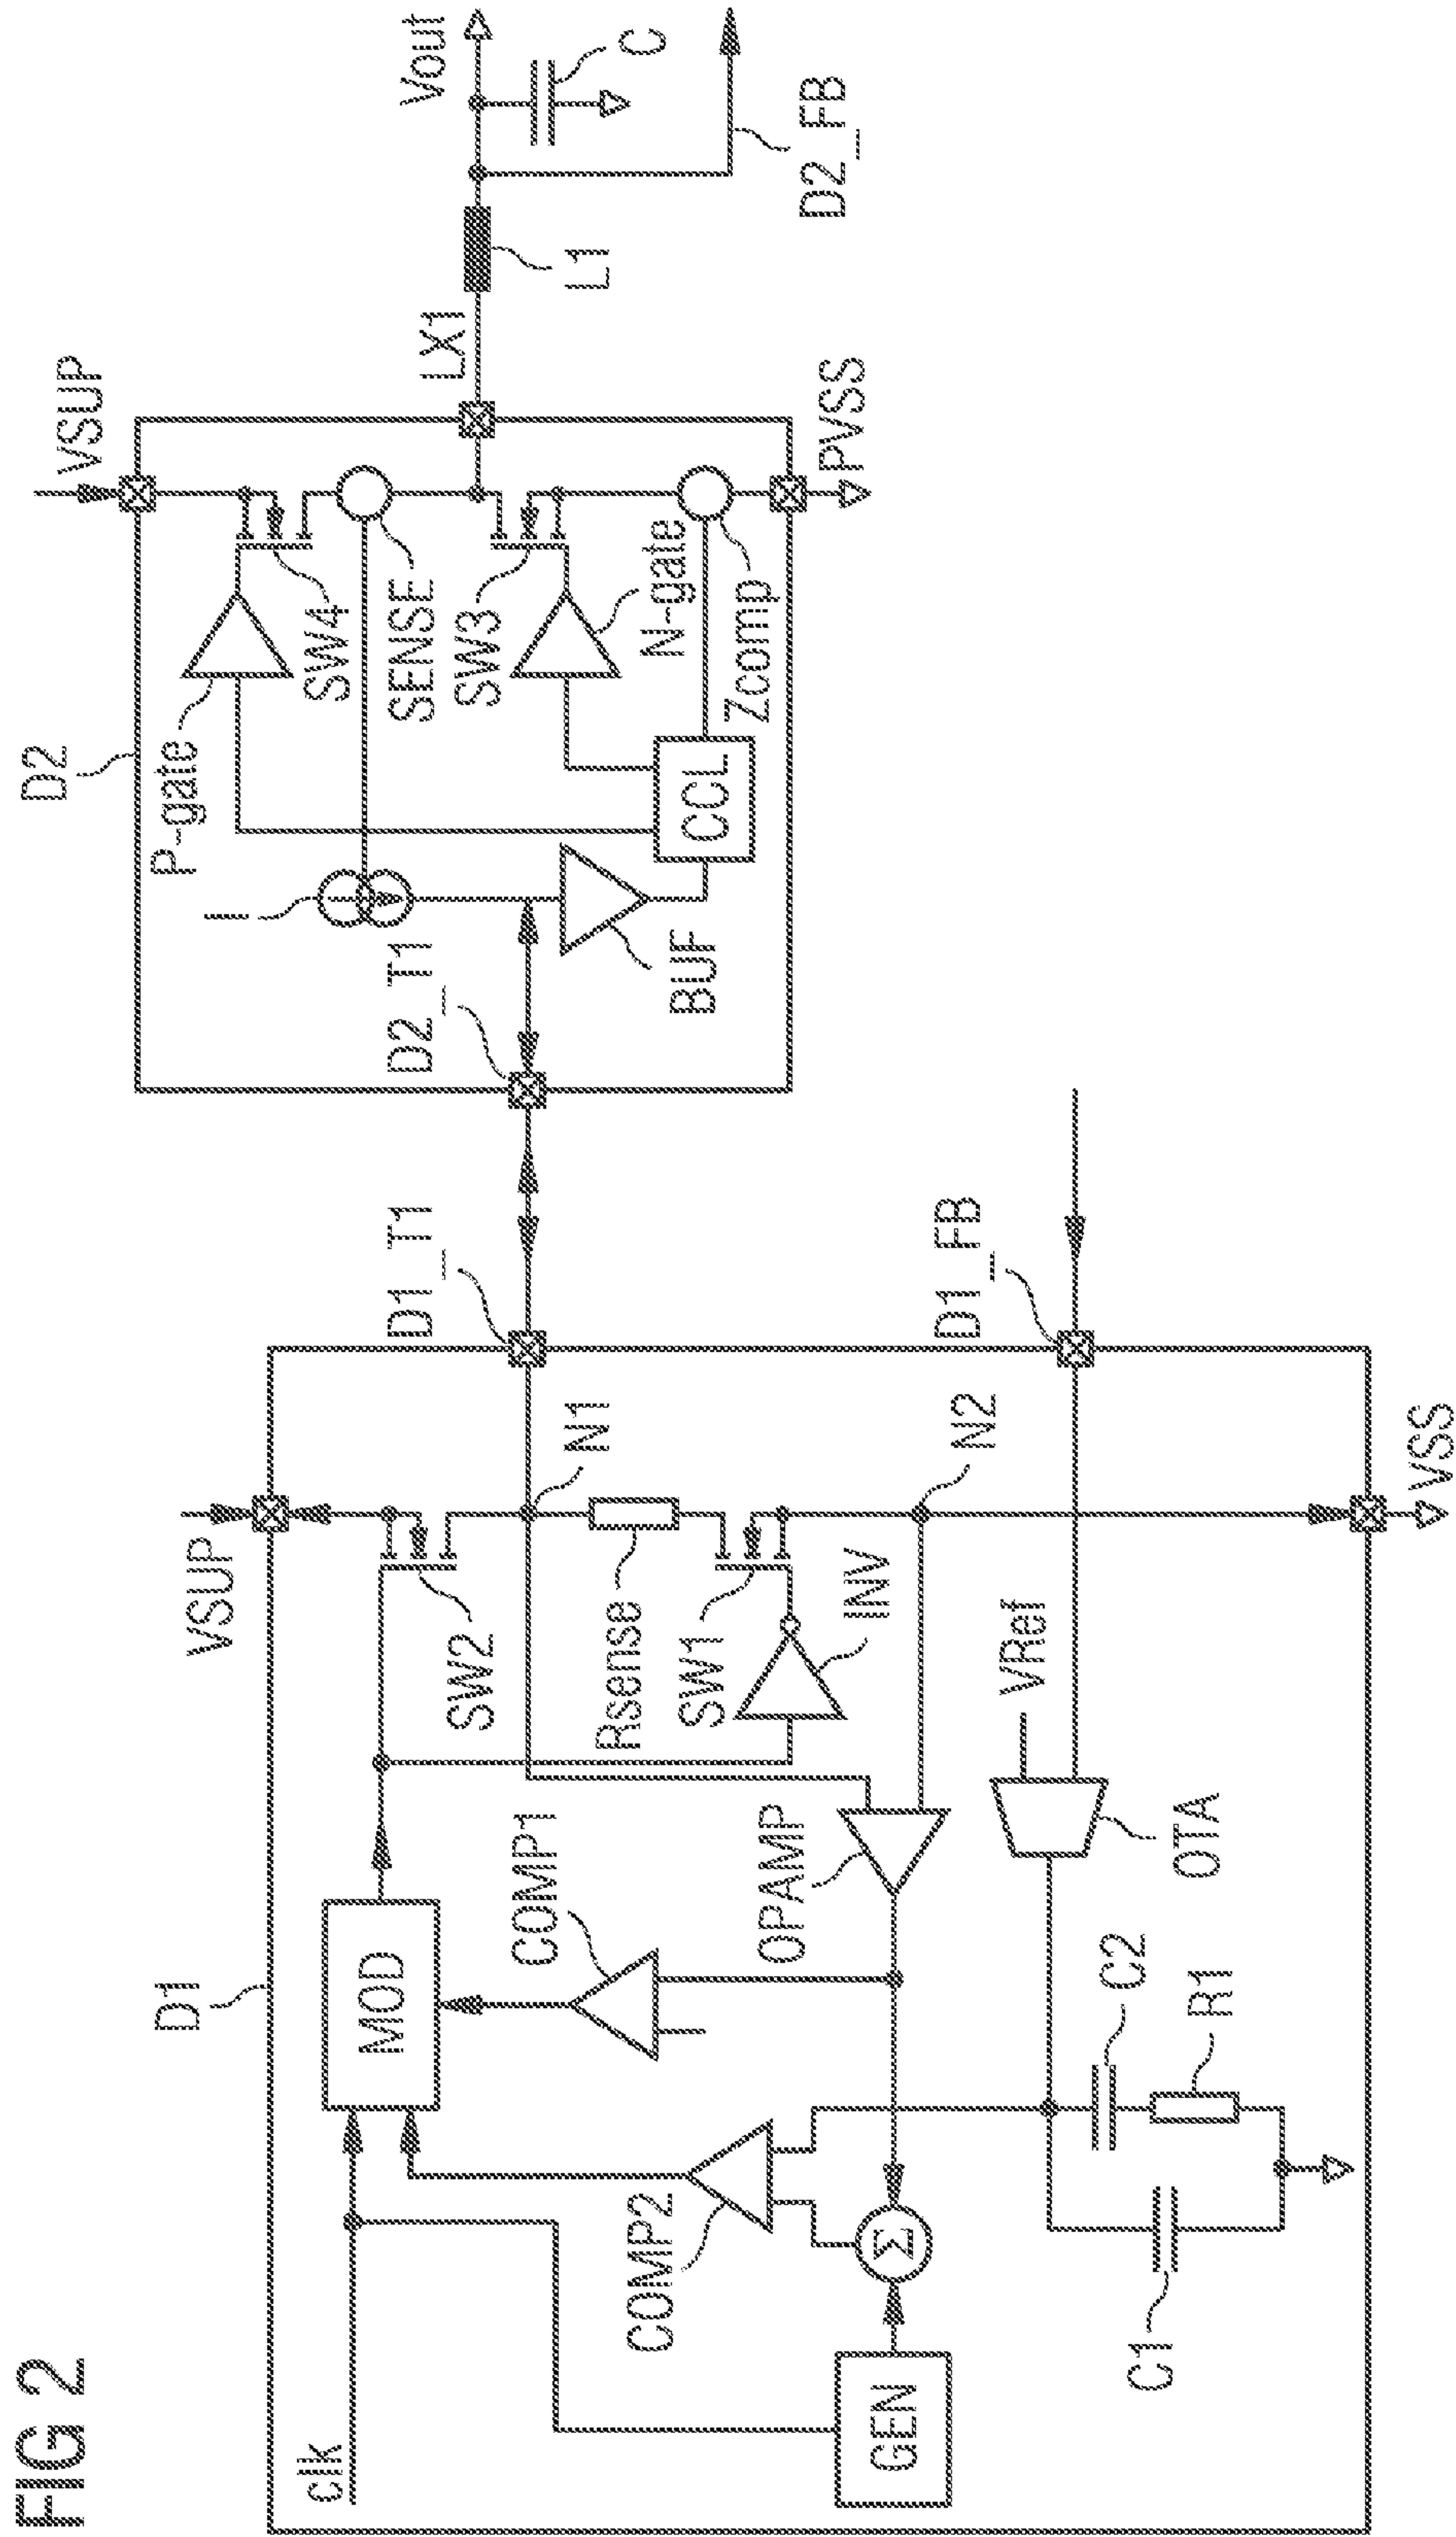 FIG 2
D1
clk
MOD
VSUP
SW2
N1
D1_T1
COMP1
Rsense
SW1
INV
N2
COMP2
OPAMP
Σ
GEN
VRef
D1_FB
OTA
C1
C2
R1
VSS
D2
VSUP
P-gate
SW4
I
SENSE
D2_T1
SW3
N-gate
BUF
CCL
Zcomp
PVSS
LX1
L1
Vout
C
D2_FB